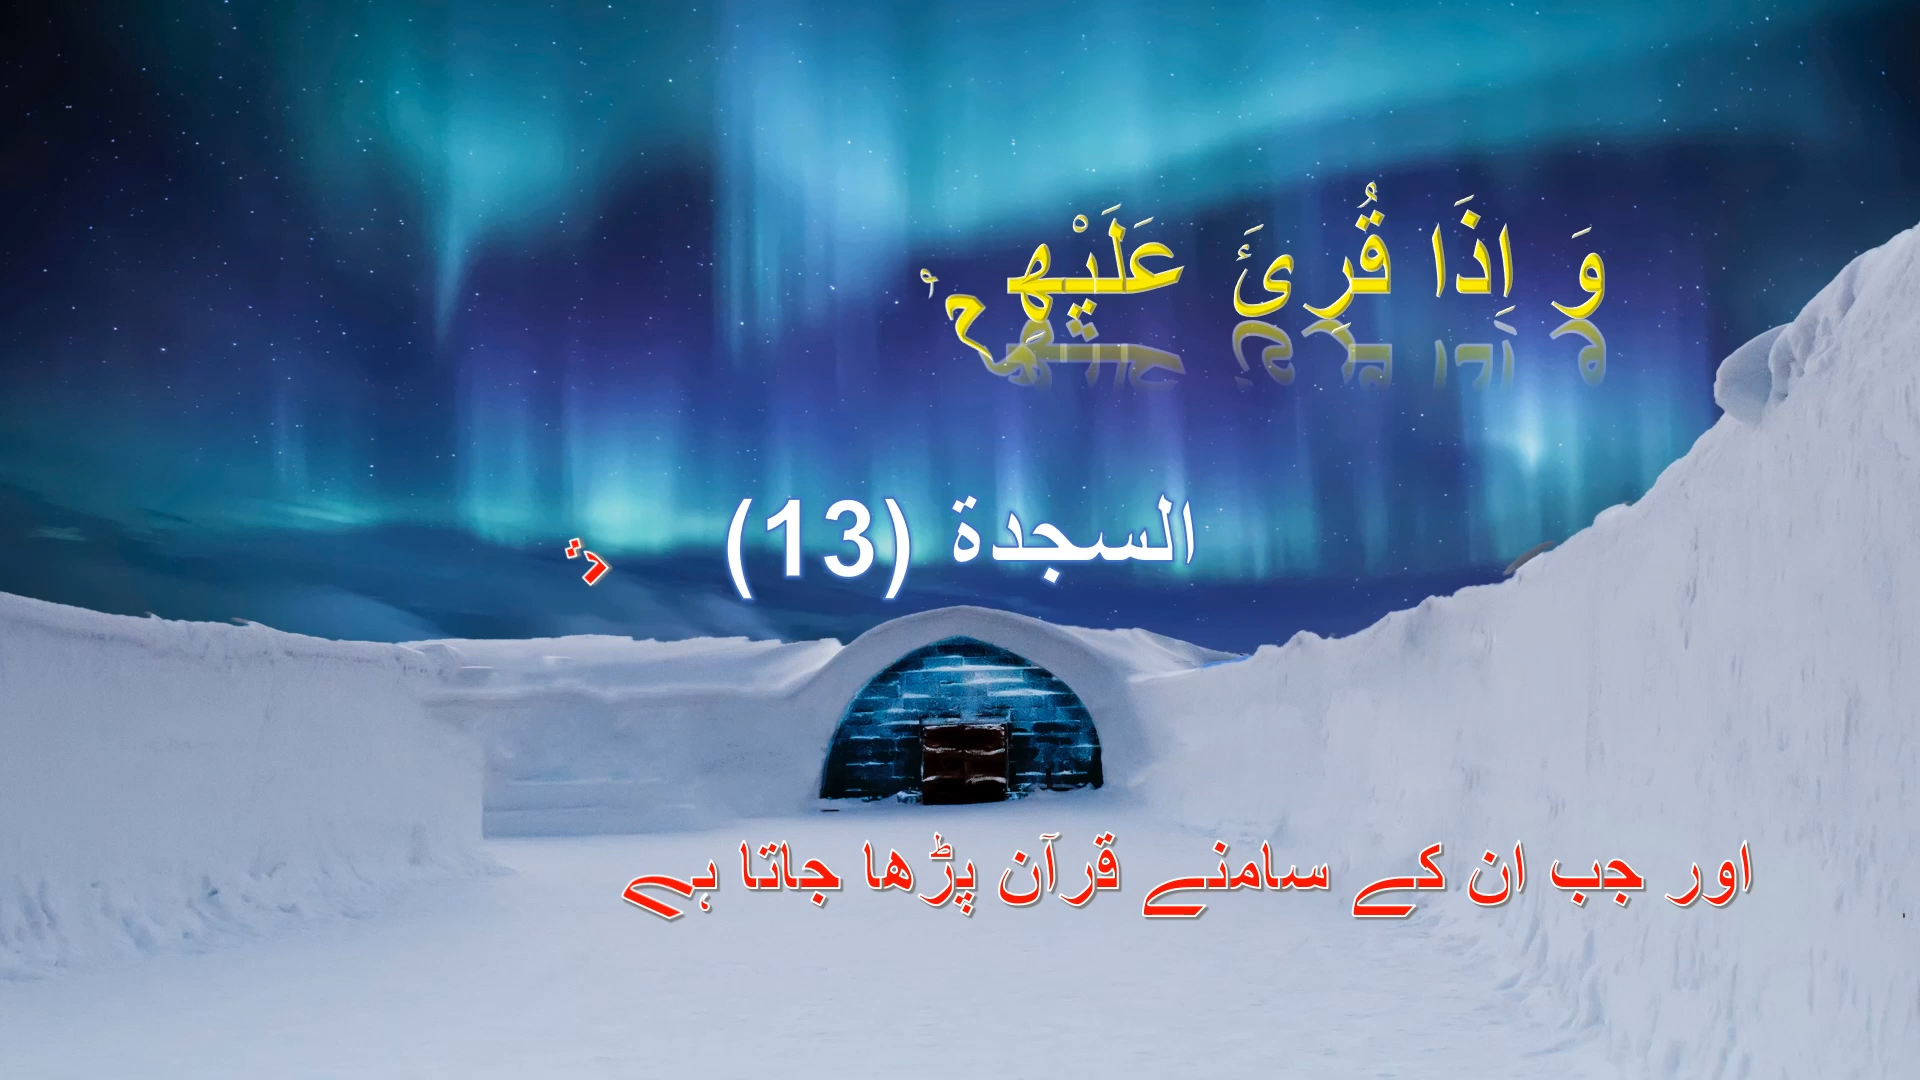 وَ اِذَا قُرِئَ عَلَیْهِمُ
السجدة (13)
اور جب ان کے سامنے قرآن پڑھا جاتا ہے